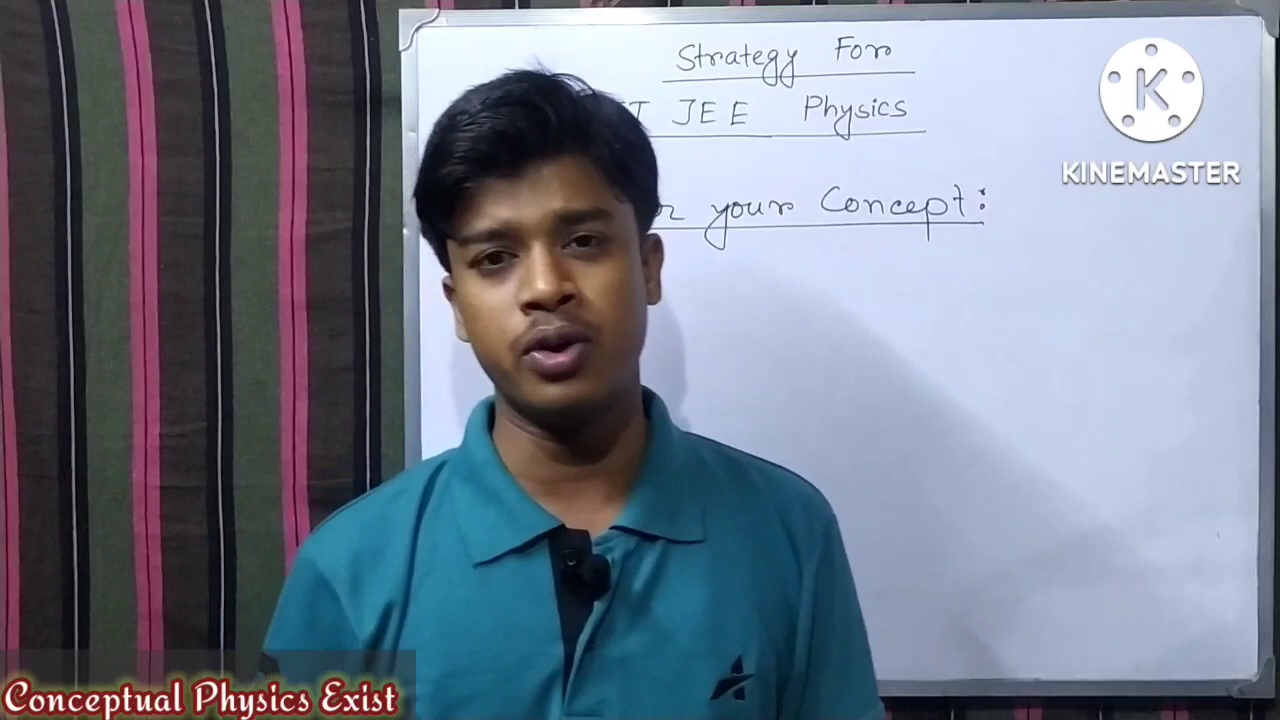 Strategy For
JEE Physics
your Concept:
K
KINEMASTER
Conceptual Physics Exist